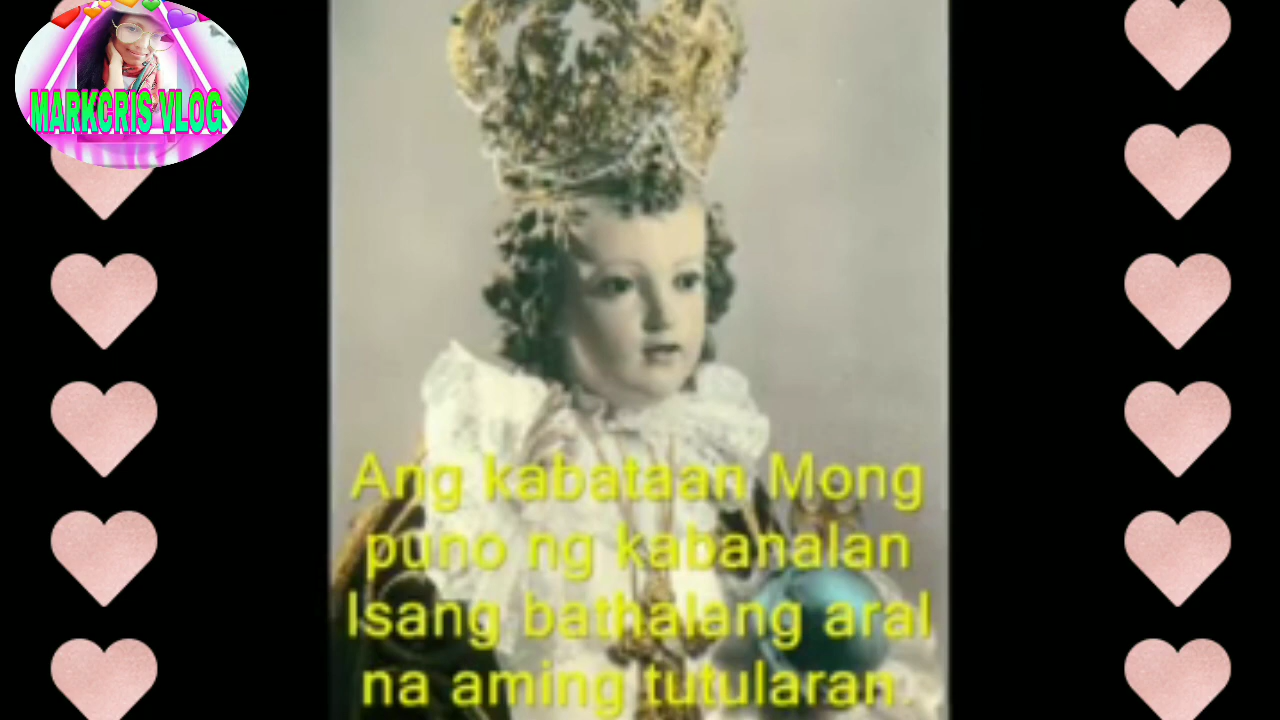 MARKCRIS VLOG
Ang kabataan Mong
puno ng kabanalan
Isang bathalang aral
na aming tutularan.